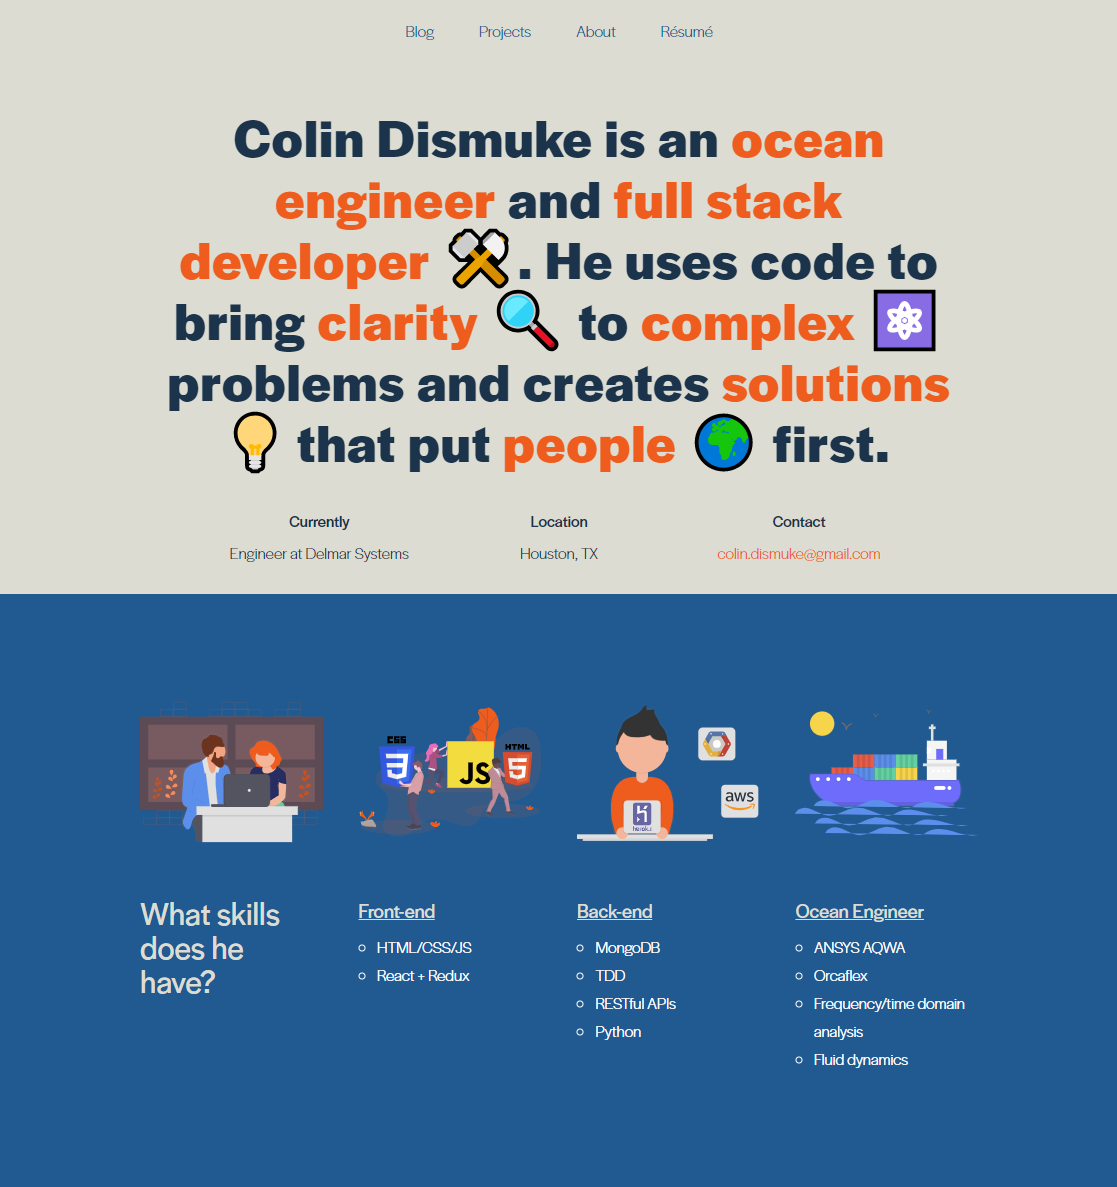 Blog Projects About Résumé
Colin Dismuke is an ocean
engineer and full stack
developer . He uses code to
bring clarity to complex
problems and creates solutions
that put people first.
Currently
Engineer at Delmar Systems
Location
Houston, TX
Contact
colin.dismuke@gmail.com
CSS
3
JS
HTML
5
heroku
aws
What skills
does he
have?
Front-end
HTML/CSS/JS
React + Redux
Back-end
MongoDB
TDD
RESTful APIs
Python
Ocean Engineer
ANSYS AQWA
Orcaflex
Frequency/time domain
analysis
Fluid dynamics